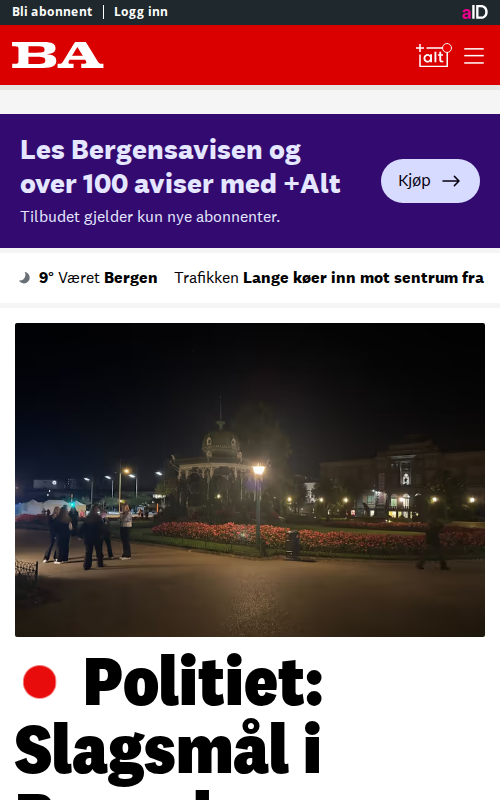 Bli abonnent | Logg inn
aID
BA
+alt
Les Bergensavisen og
over 100 aviser med +Alt
Tilbudet gjelder kun nye abonnenter.
Kjøp →
9° Været Bergen Trafikken Lange køer inn mot sentrum fra
Politiet:
Slagsmål i